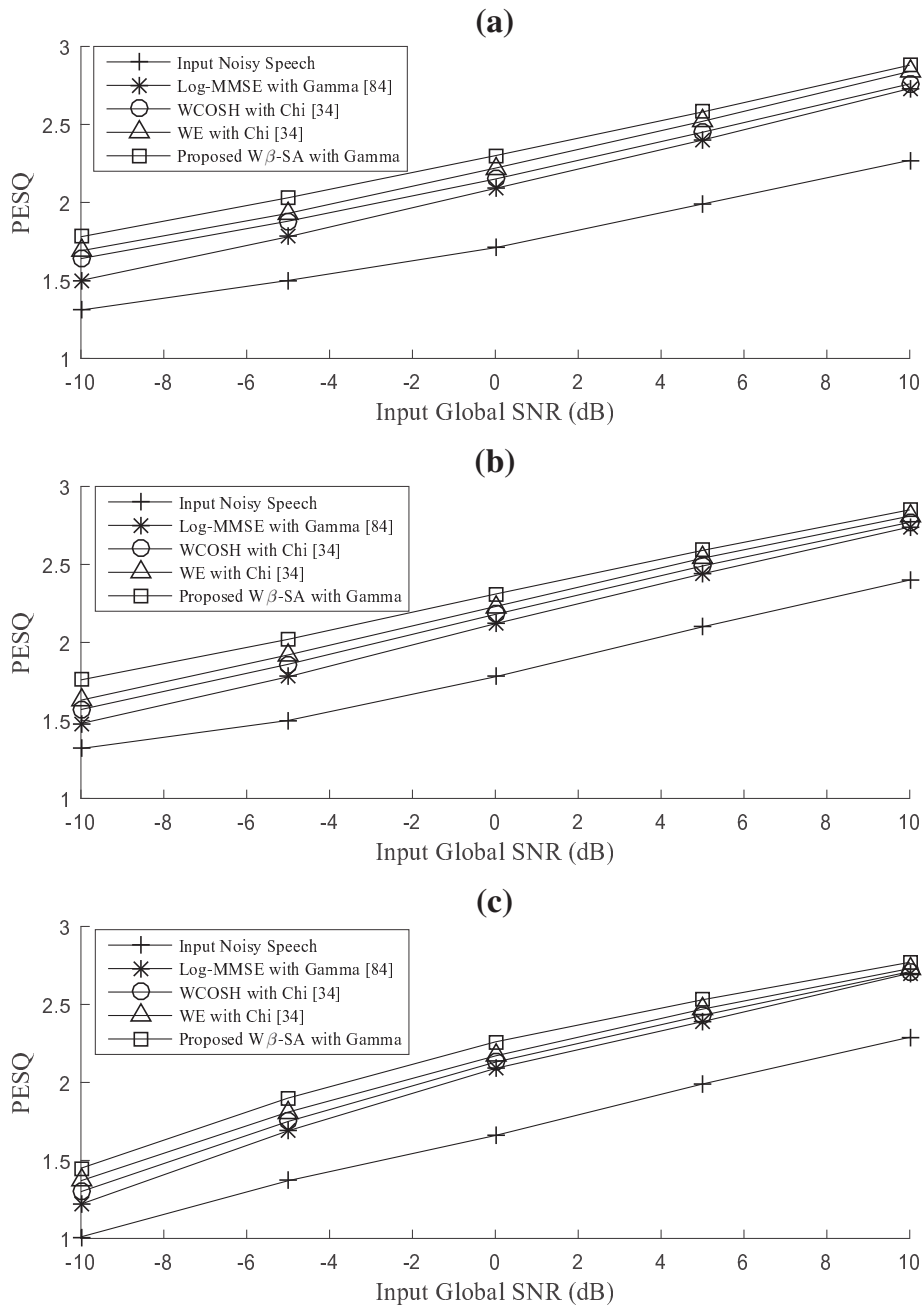 (a)
3
2.5
2
1.5
1
PESQ
Input Noisy Speech
Log-MMSE with Gamma [84]
WCOSH with Chi [34]
WE with Chi [34]
Proposed Wβ-SA with Gamma
-10 -8 -6 -4 -2 0 2 4 6 8 10
Input Global SNR (dB)
(b)
3
2.5
2
1.5
1
PESQ
Input Noisy Speech
Log-MMSE with Gamma [84]
WCOSH with Chi [34]
WE with Chi [34]
Proposed Wβ-SA with Gamma
-10 -8 -6 -4 -2 0 2 4 6 8 10
Input Global SNR (dB)
(c)
3
2.5
2
1.5
1
PESQ
Input Noisy Speech
Log-MMSE with Gamma [84]
WCOSH with Chi [34]
WE with Chi [34]
Proposed Wβ-SA with Gamma
-10 -8 -6 -4 -2 0 2 4 6 8 10
Input Global SNR (dB)